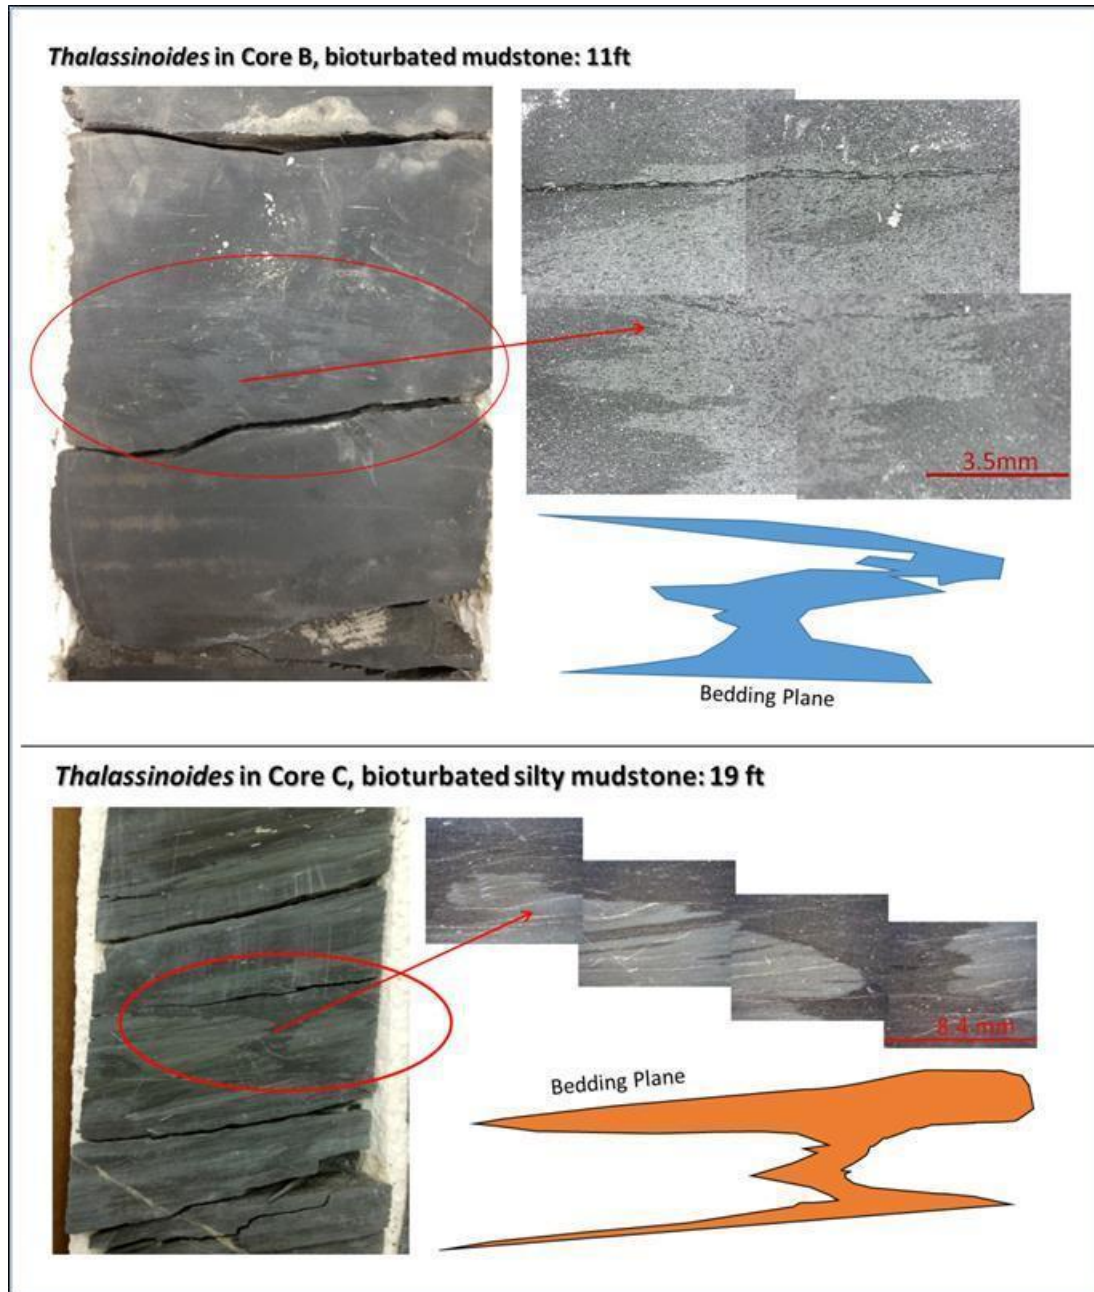 Thalassinoides in Core B, bioturbated mudstone: 11ft
3.5mm
Bedding Plane
Thalassinoides in Core C, bioturbated silty mudstone: 19 ft
8.4 mm
Bedding Plane